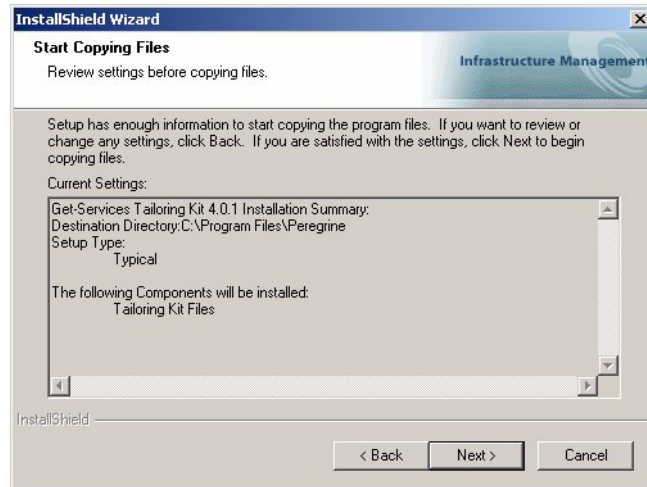 InstallShield Wizard
Start Copying Files
Review settings before copying files.
Infrastructure Management
Setup has enough information to start copying the program files. If you want to review or
change any settings, click Back. If you are satisfied with the settings, click Next to begin
copying files.
Current Settings:
Get-Services Tailoring Kit 4.0.1 Installation Summary:
Destination Directory:C:\Program Files\Peregrine
Setup Type:
Typical
The following Components will be installed:
Tailoring Kit Files
InstallShield
< Back
Next >
Cancel